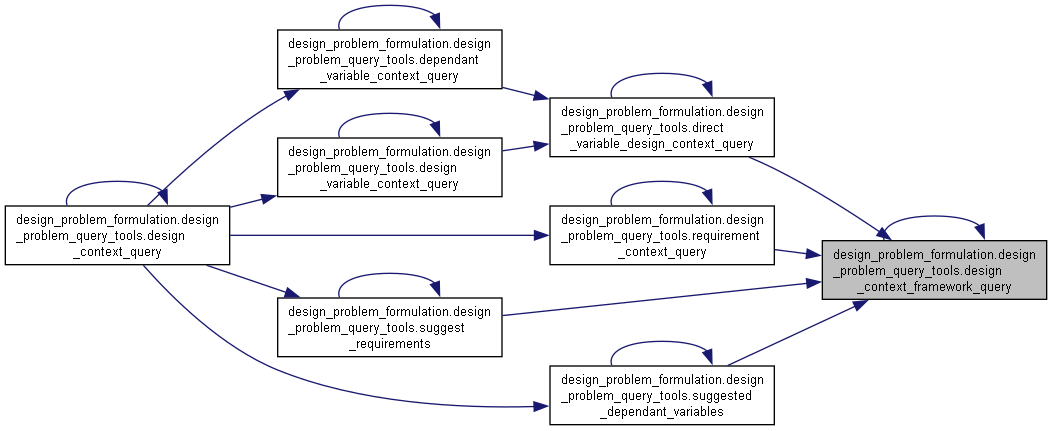 design_problem_formulation.design
_problem_query_tools.dependant
_variable_context_query
design_problem_formulation.design
_problem_query_tools.direct
_variable_design_context_query
design_problem_formulation.design
_problem_query_tools.design
_variable_context_query
design_problem_formulation.design
_problem_query_tools.design
_context_query
design_problem_formulation.design
_problem_query_tools.requirement
_context_query
design_problem_formulation.design
_problem_query_tools.design
_context_framework_query
design_problem_formulation.design
_problem_query_tools.suggest
_requirements
design_problem_formulation.design
_problem_query_tools.suggested
_dependant_variables